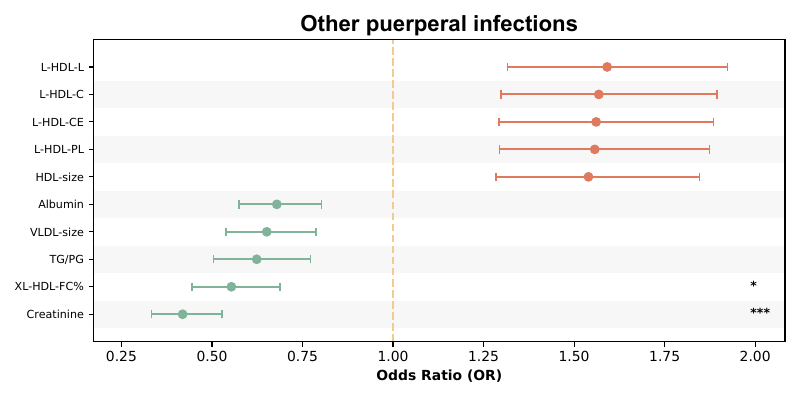 Other puerperal infections
L-HDL-L
L-HDL-C
L-HDL-CE
L-HDL-PL
HDL-size
Albumin
VLDL-size
TG/PG
XL-HDL-FC% *
Creatinine ***
0.25 0.50 0.75 1.00 1.25 1.50 1.75 2.00
Odds Ratio (OR)